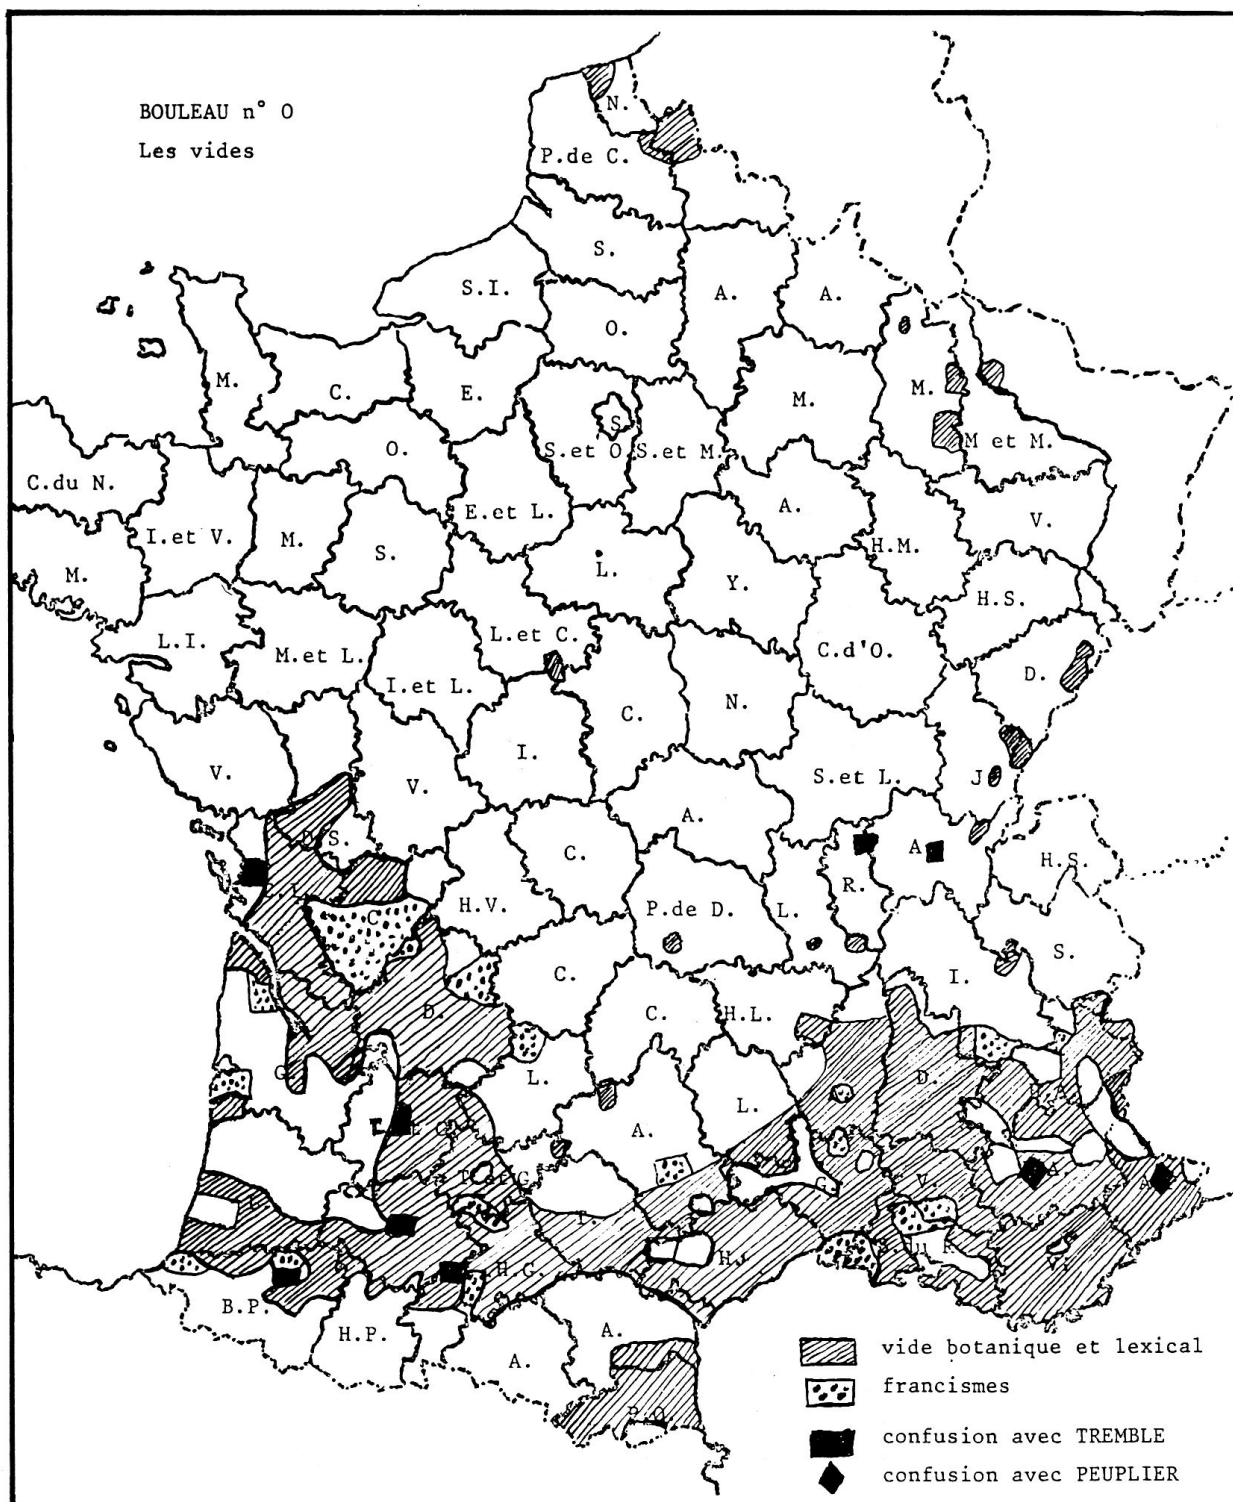 BOULEAU n° 0
Les vides
N.
P.de C.
S.
S.I.
A.
A.
O.
M.
C.
E.
M.
M.
S.
O.
S.et O.
S.et M.
M et M.
C.du N.
E.et L.
A.
V.
I.et V.
M.
S.
H.M.
M.
L.
Y.
H.S.
L.I.
M.et L.
L.et C.
C.d'O.
D.
I.et L.
C.
N.
V.
V.
I.
S.et L.
J
A.
D.S.
C.
A
H.S.
C
H.V.
P.de D.
L.
R.
C.
I.
S.
D.
C.
H.L.
G
L.
D.
L.
A.
T.et G.
G.
V.
A
T.
H.G.
B.P.
H.P.
A.
A.
P.O.
vide botanique et lexical
francismes
confusion avec TREMBLE
confusion avec PEUPLIER